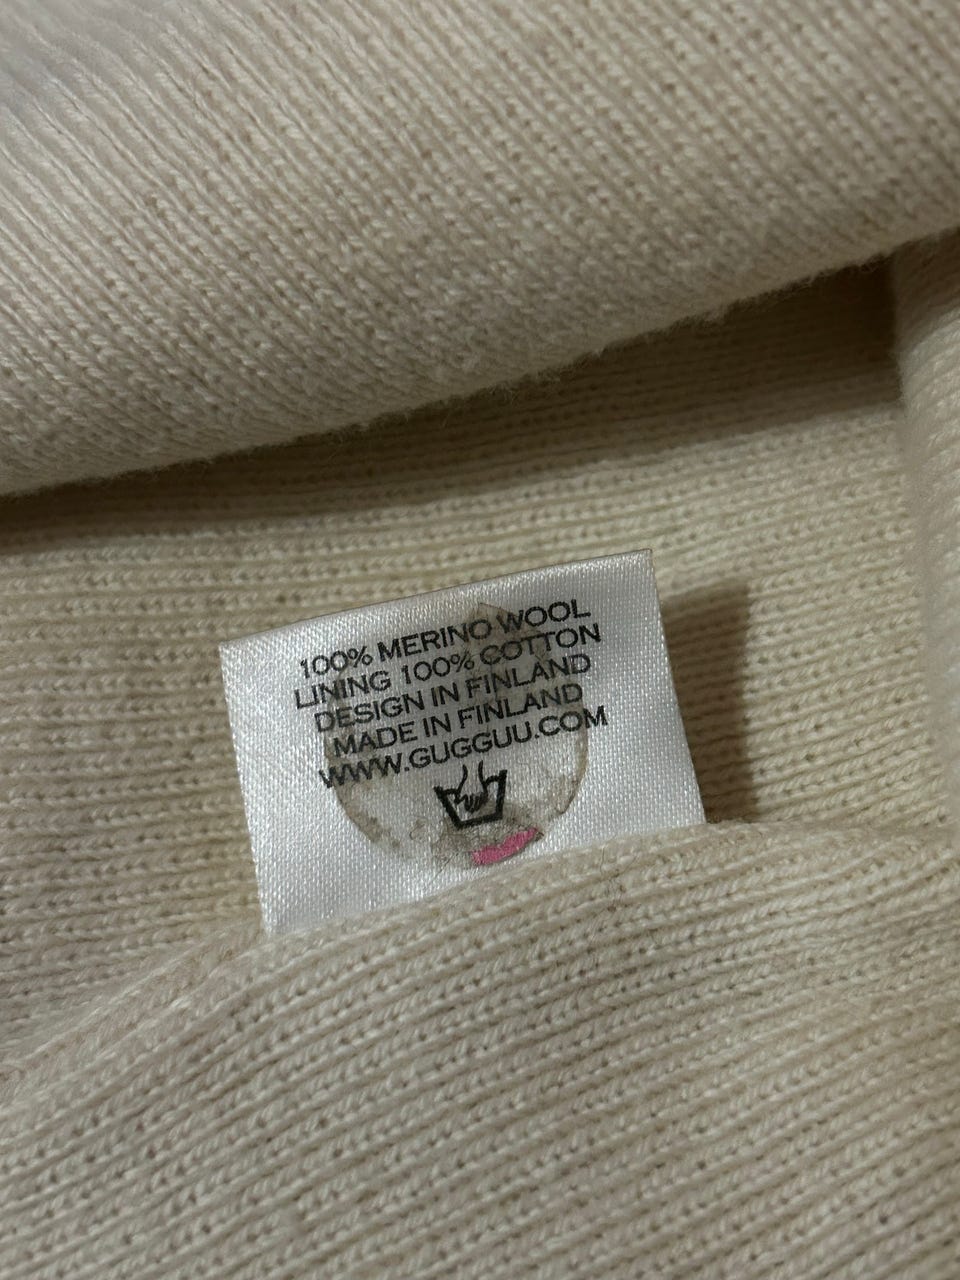 100% MERINO WOOL
LINING 100% COTTON
DESIGN IN FINLAND
MADE IN FINLAND
WWW.GUGGUU.COM